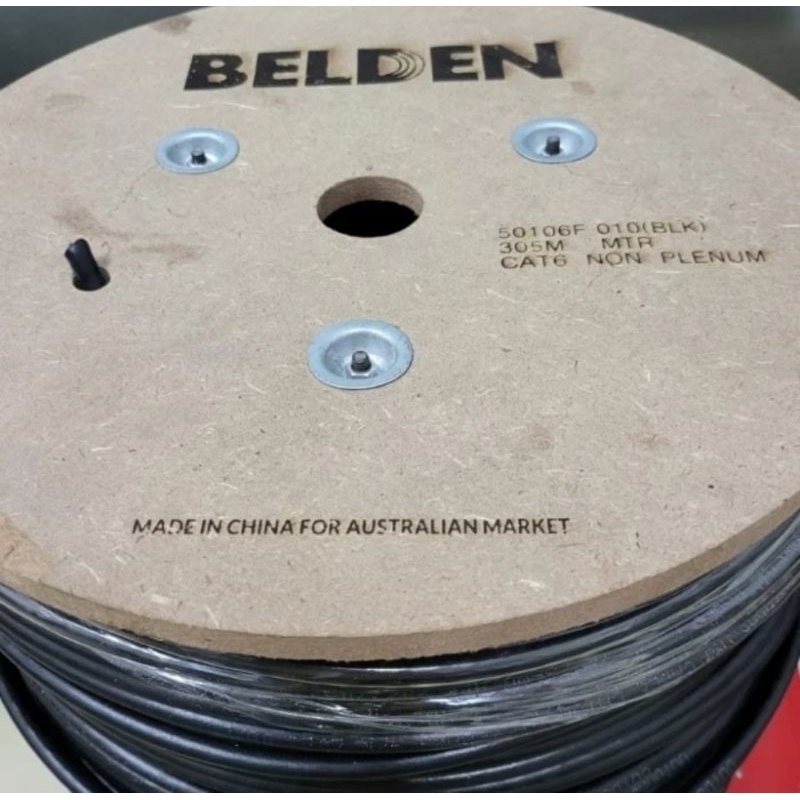 BELDEN
50106F 010(BLK)
305M MTR
CAT6 NON PLENUM
MADE IN CHINA FOR AUSTRALIAN MARKET